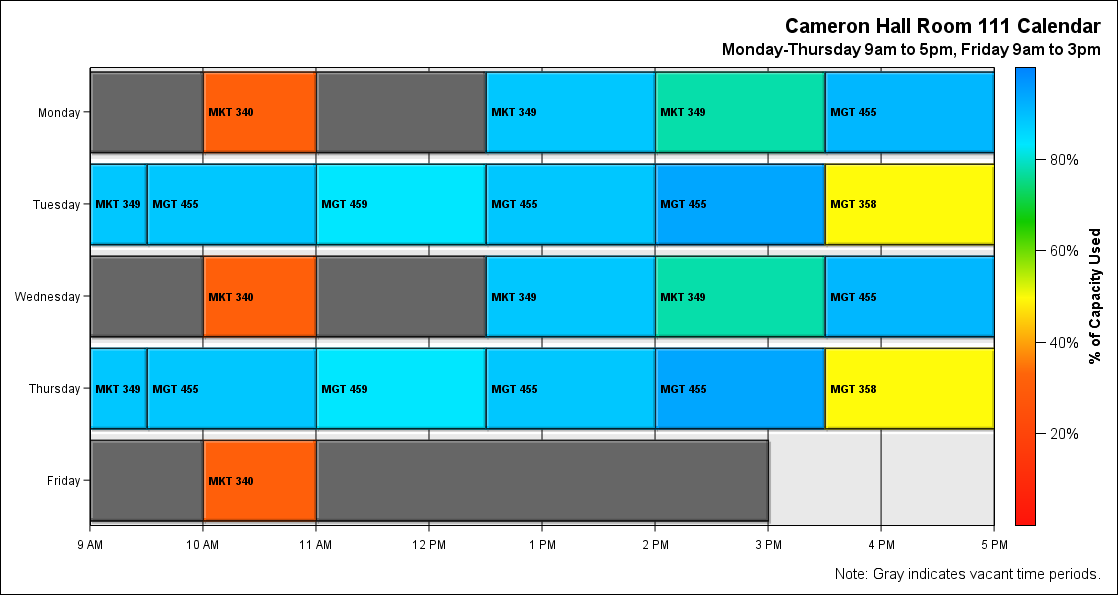 Cameron Hall Room 111 Calendar
Monday-Thursday 9am to 5pm, Friday 9am to 3pm
Monday
MKT 340
MKT 349
MKT 349
MGT 455
Tuesday
MKT 349
MGT 455
MGT 459
MGT 455
MGT 455
MGT 358
Wednesday
MKT 340
MKT 349
MKT 349
MGT 455
Thursday
MKT 349
MGT 455
MGT 459
MGT 455
MGT 455
MGT 358
Friday
MKT 340
9 AM
10 AM
11 AM
12 PM
1 PM
2 PM
3 PM
4 PM
5 PM
80%
60%
40%
20%
% of Capacity Used
Note: Gray indicates vacant time periods.